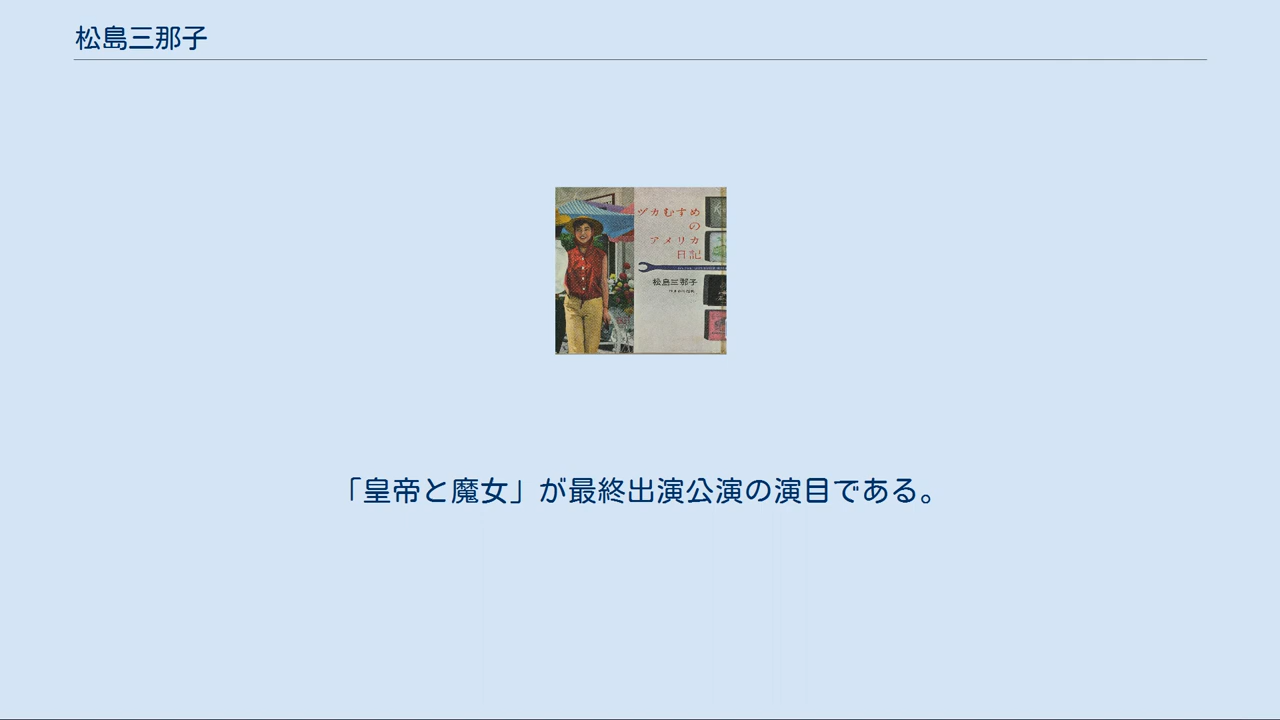 松島三那子
ヅカむすめ
の
アメリカ
日記
松島三那子
「皇帝と魔女」が最終出演公演の演目である。